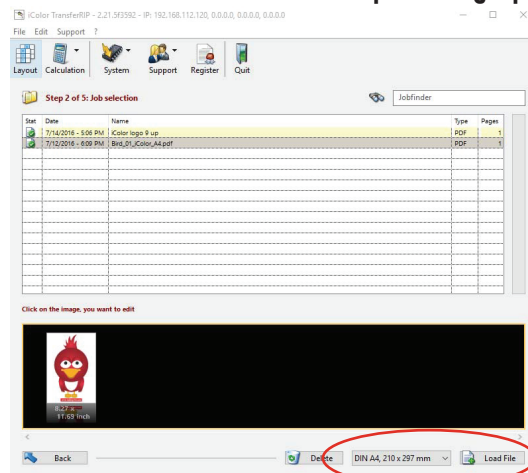 iColor TransferRIP - 2.21.5f3592 - IP: 192.168.112.120, 0.0.0.0, 0.0.0.0, 0.0.0.0
File Edit Support ?
Layout Calculation System Support Register Quit
Step 2 of 5: Job selection Jobfinder
Stat Date Name Type Pages
7/14/2016 - 5:06 PM iColor logo 9 up PDF 1
7/12/2016 - 6:09 PM Bird_01_iColor_A4.pdf PDF 1
Click on the image, you want to edit
8.27 x
11.69 Inch
Back Delete DIN A4, 210 x 297 mm Load File